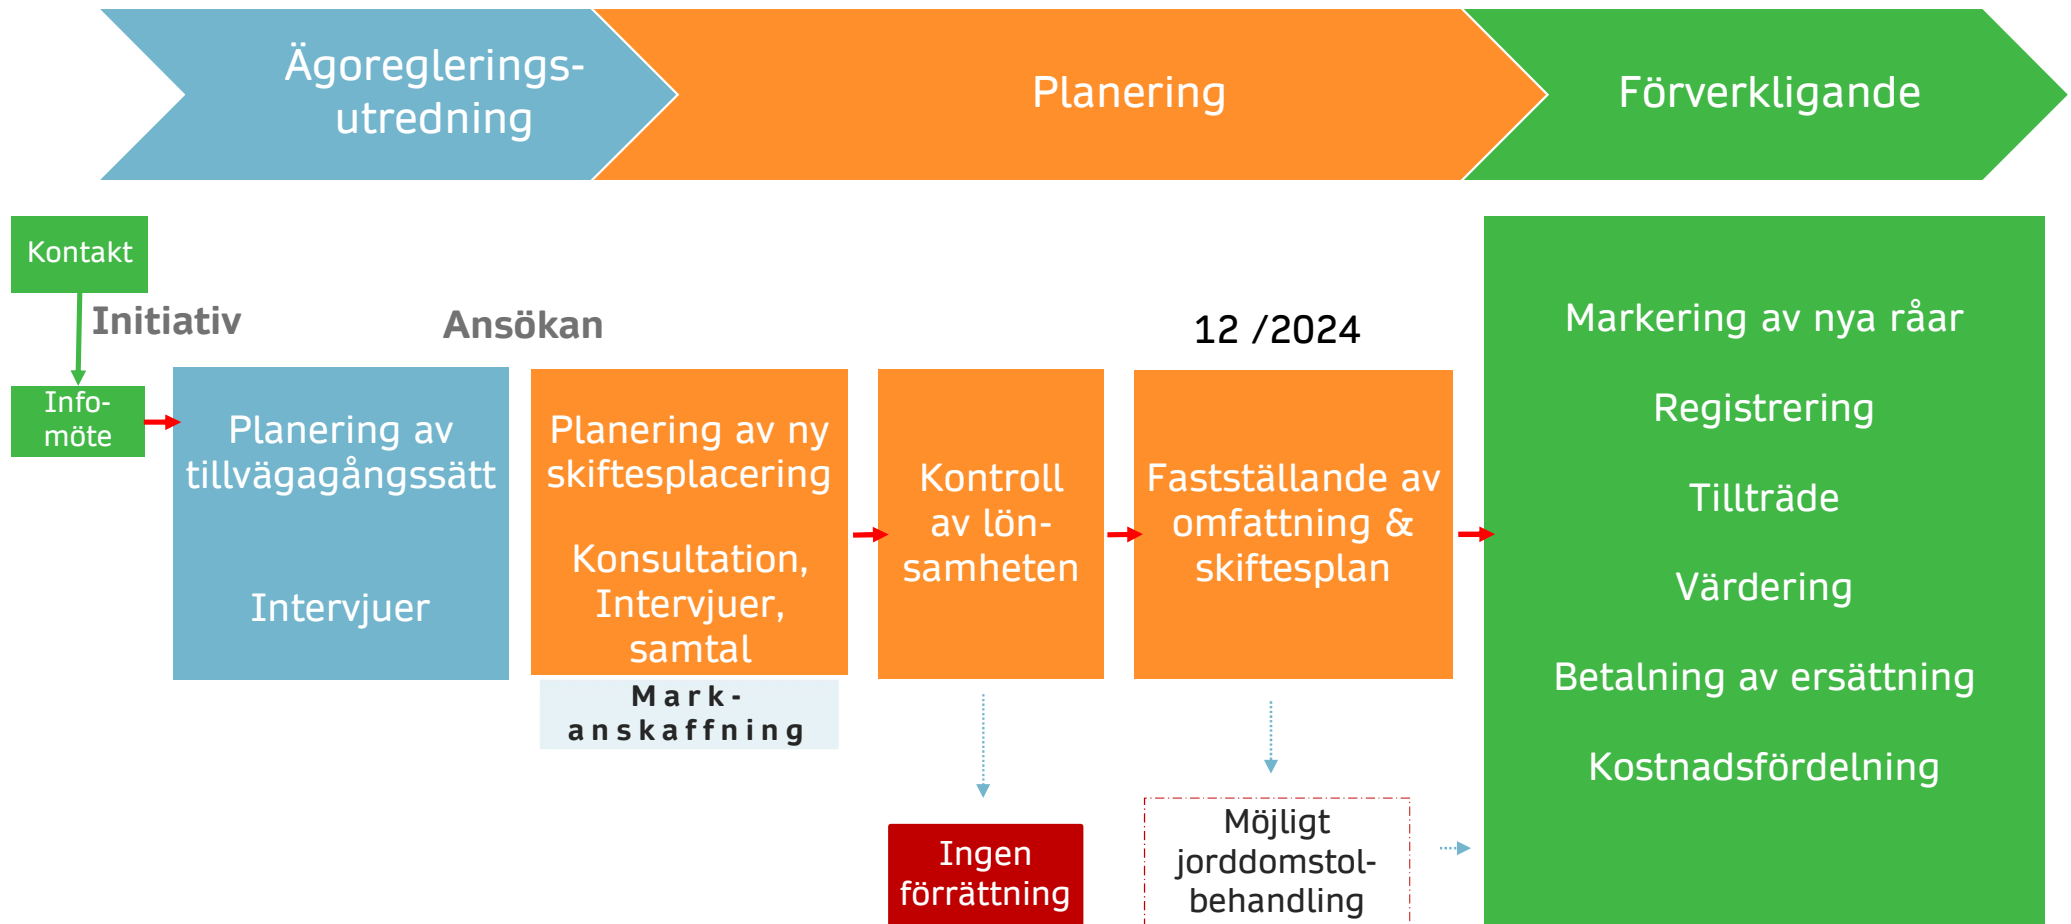 Ägoreglerings-
utredning
Planering
Förverkligande
Kontakt
Initiativ
Ansökan
12 /2024
Info-
möte
Planering av
tillvägagångssätt
Intervjuer
Planering av ny
skiftesplacering
Konsultation,
Intervjuer,
samtal
Mark-
anskaffning
Kontroll
av lön-
samheten
Fastställande av
omfattning &
skiftesplan
Ingen
förrättning
Möjligt
jorddomstol-
behandling
Markering av nya råar
Registrering
Tillträde
Värdering
Betalning av ersättning
Kostnadsfördelning